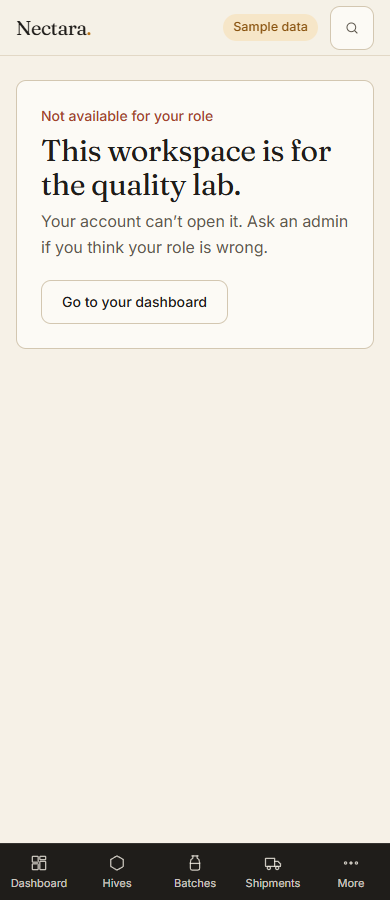 Nectara.
Sample data
Not available for your role
This workspace is for
the quality lab.
Your account can’t open it. Ask an admin
if you think your role is wrong.
Go to your dashboard
Dashboard
Hives
Batches
Shipments
More